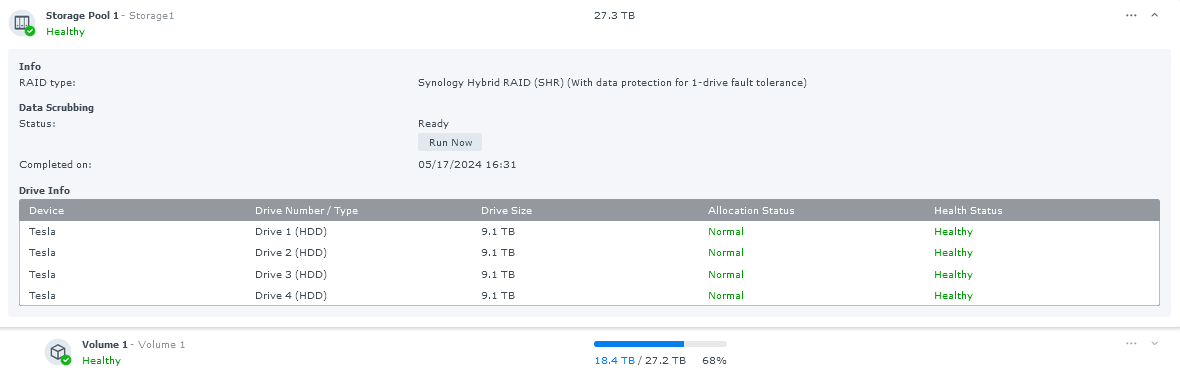 Storage Pool 1 - Storage1 27.3 TB
Healthy
Info
RAID type: Synology Hybrid RAID (SHR) (With data protection for 1-drive fault tolerance)
Data Scrubbing
Status: Ready
Run Now
Completed on: 05/17/2024 16:31
Drive Info
Device Drive Number / Type Drive Size Allocation Status Health Status
Tesla Drive 1 (HDD) 9.1 TB Normal Healthy
Tesla Drive 2 (HDD) 9.1 TB Normal Healthy
Tesla Drive 3 (HDD) 9.1 TB Normal Healthy
Tesla Drive 4 (HDD) 9.1 TB Normal Healthy
Volume 1 - Volume 1
Healthy 18.4 TB / 27.2 TB 68%